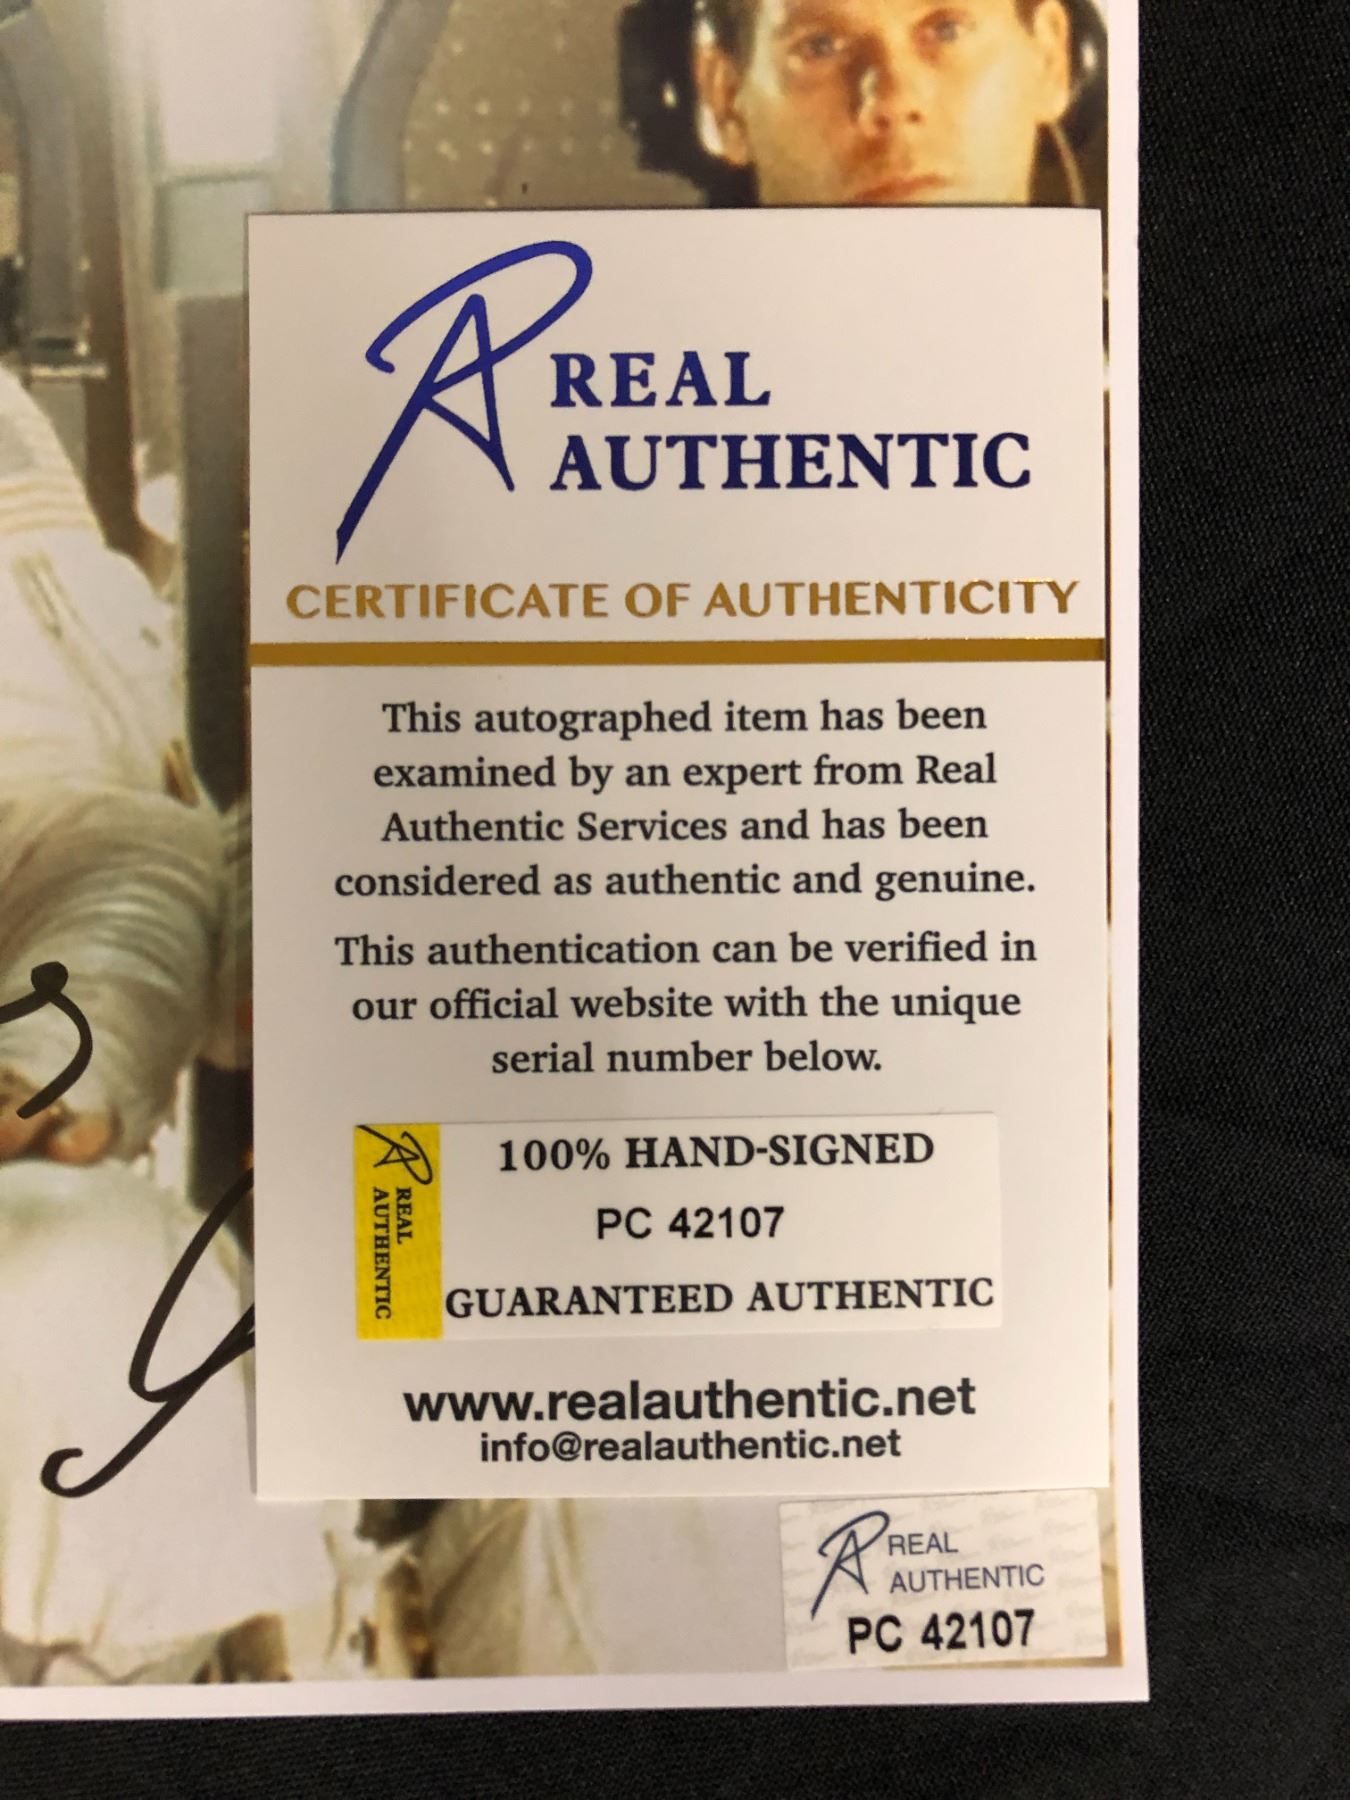 REAL
AUTHENTIC
CERTIFICATE OF AUTHENTICITY
This autographed item has been
examined by an expert from Real
Authentic Services and has been
considered as authentic and genuine.
This authentication can be verified in
our official website with the unique
serial number below.
REAL
AUTHENTIC
100% HAND-SIGNED
PC 42107
GUARANTEED AUTHENTIC
www.realauthentic.net
info@realauthentic.net
REAL
AUTHENTIC
PC 42107